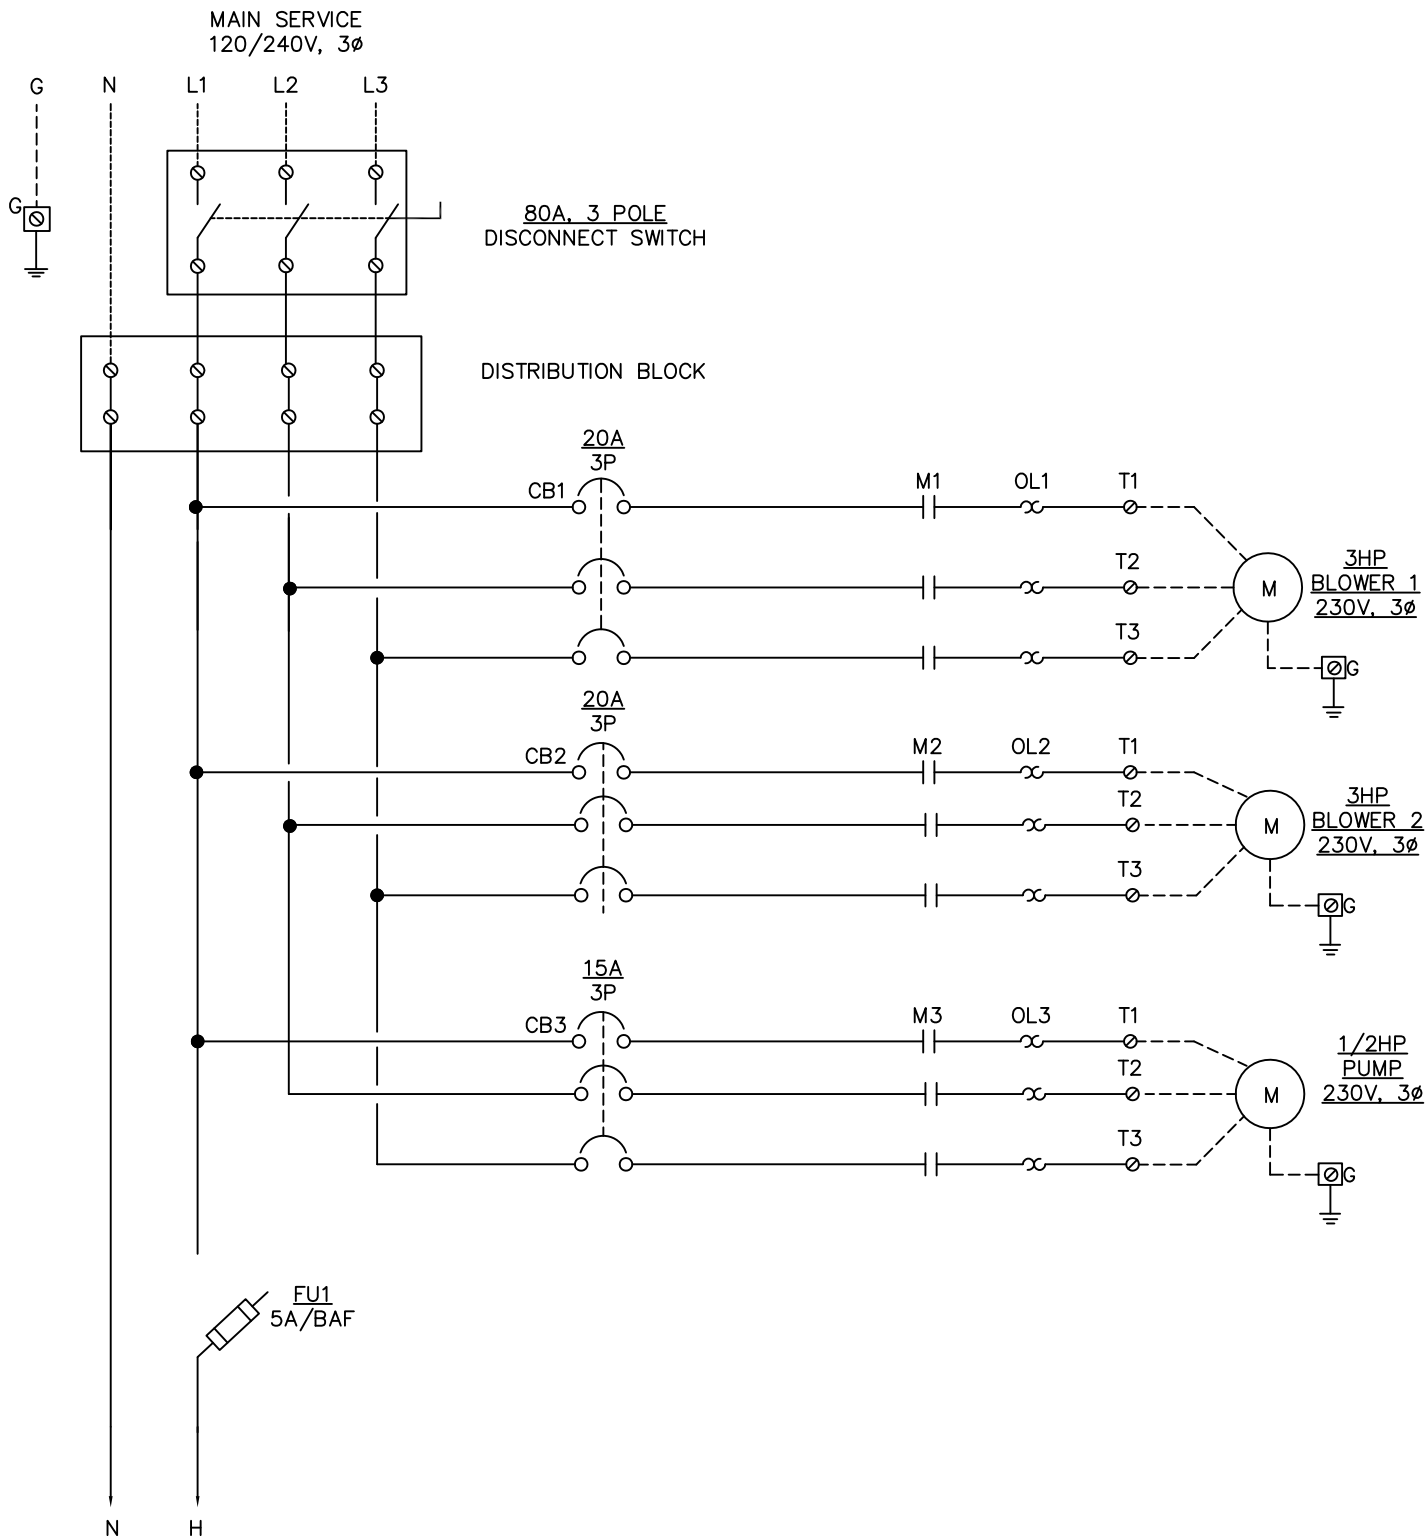 MAIN SERVICE
120/240V, 3ø
G N L1 L2 L3
G
80A, 3 POLE
DISCONNECT SWITCH
DISTRIBUTION BLOCK
20A
3P
CB1 M1 OL1 T1
T2
T3
M
3HP
BLOWER 1
230V, 3ø
G
20A
3P
CB2 M2 OL2 T1
T2
T3
M
3HP
BLOWER 2
230V, 3ø
G
15A
3P
CB3 M3 OL3 T1
T2
T3
M
1/2HP
PUMP
230V, 3ø
G
FU1
5A/BAF
N H